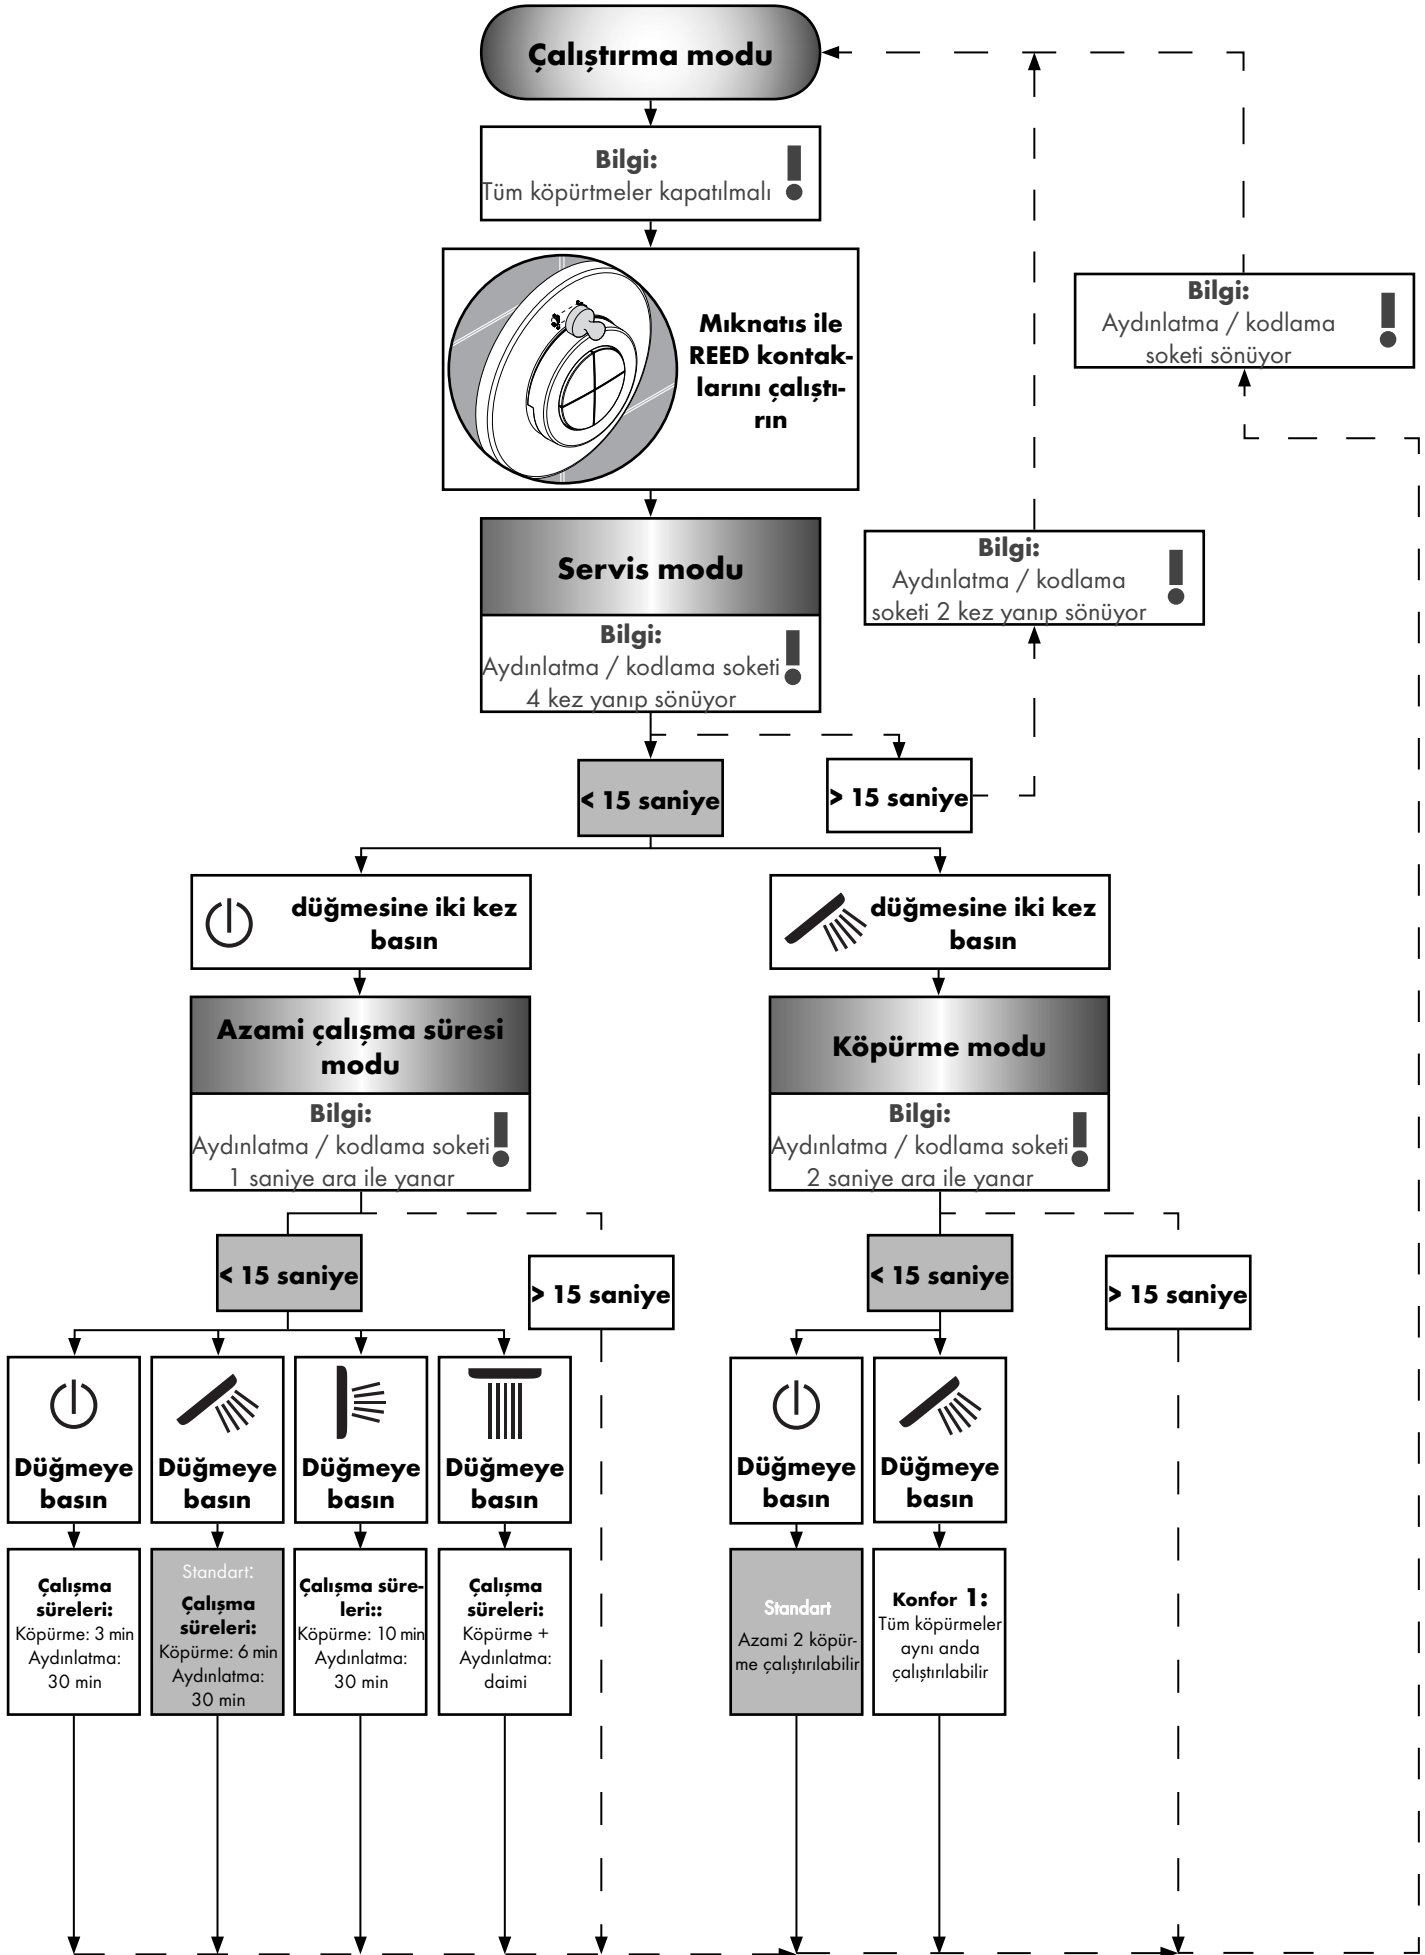 Çalıştırma modu
Bilgi:
Tüm köpürtmeler kapatılmalı
Mıknatıs ile
REED kontak-
larını çalıştı-
rın
Bilgi:
Aydınlatma / kodlama
soketi sönüyor
Servis modu
Bilgi:
Aydınlatma / kodlama soketi
4 kez yanıp sönüyor
Bilgi:
Aydınlatma / kodlama
soketi 2 kez yanıp sönüyor
< 15 saniye
> 15 saniye
düğmesine iki kez
basın
düğmesine iki kez
basın
Azami çalışma süresi
modu
Bilgi:
Aydınlatma / kodlama soketi
1 saniye ara ile yanar
Köpürme modu
Bilgi:
Aydınlatma / kodlama soketi
2 saniye ara ile yanar
< 15 saniye
> 15 saniye
< 15 saniye
> 15 saniye
Düğmeye
basın
Düğmeye
basın
Düğmeye
basın
Düğmeye
basın
Düğmeye
basın
Düğmeye
basın
Çalışma
süreleri:
Köpürme: 3 min
Aydınlatma:
30 min
Standart:
Çalışma
süreleri:
Köpürme: 6 min
Aydınlatma:
30 min
Çalışma süre-
leri::
Köpürme: 10 min
Aydınlatma:
30 min
Çalışma
süreleri:
Köpürme +
Aydınlatma:
daimi
Standart
Azami 2 köpür-
me çalıştırılabilir
Konfor 1:
Tüm köpürmeler
aynı anda
çalıştırılabilir